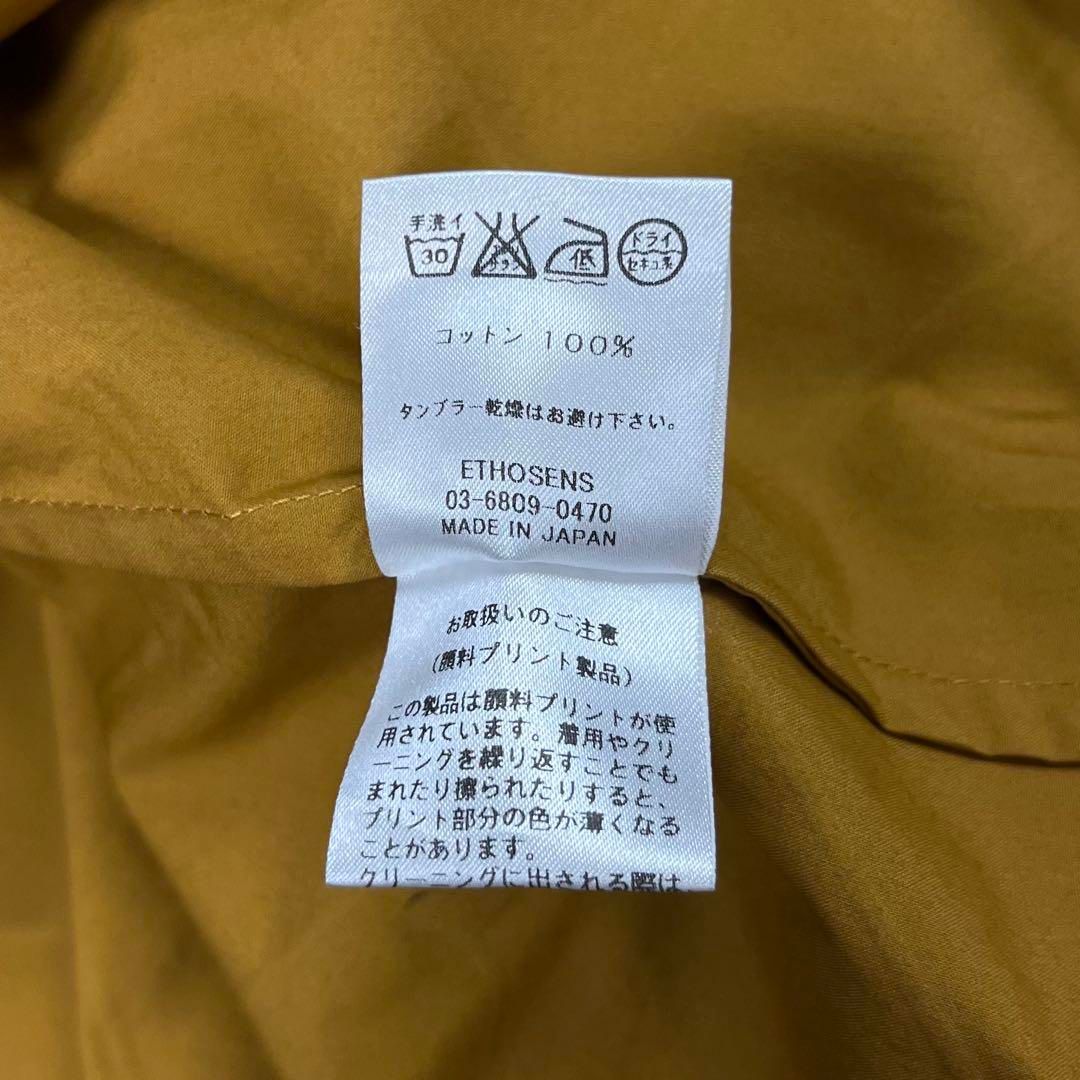 手洗イ
30
低
ドライ
セキユ系
コットン 100%
タンブラー乾燥はお避け下さい。
ETHOSENS
03-6809-0470
MADE IN JAPAN
お取扱いのご注意
(顔料プリント製品)
この製品は顔料プリントが使
用されています。着用やクリ
ーニングを繰り返すことでも
まれたり擦られたりすると、
プリント部分の色が薄くなる
ことがあります。
クリーニングに出される際は、